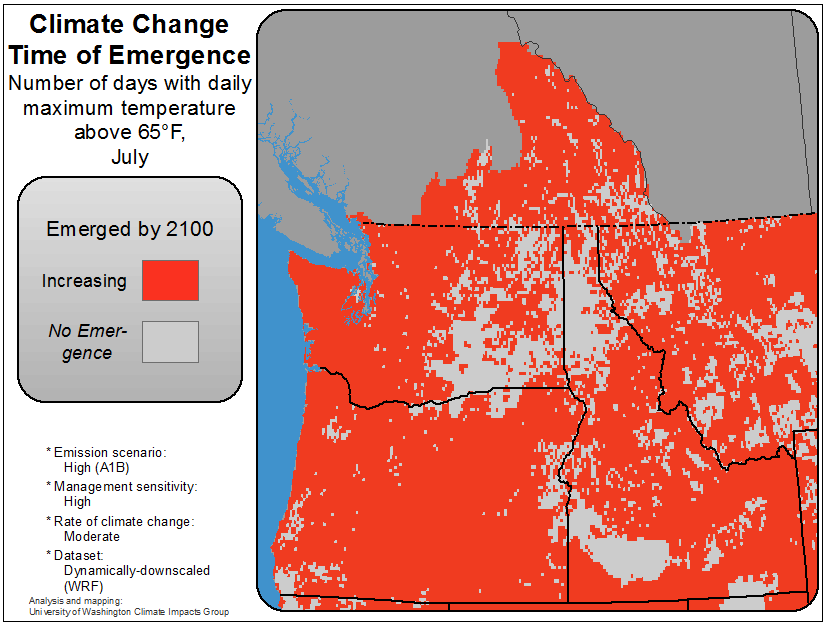 Climate Change
Time of Emergence
Number of days with daily
maximum temperature
above 65°F,
July
Emerged by 2100
Increasing
No Emer-
gence
* Emission scenario:
High (A1B)
* Management sensitivity:
High
* Rate of climate change:
Moderate
* Dataset:
Dynamically-downscaled
(WRF)
Analysis and mapping:
University of Washington Climate Impacts Group